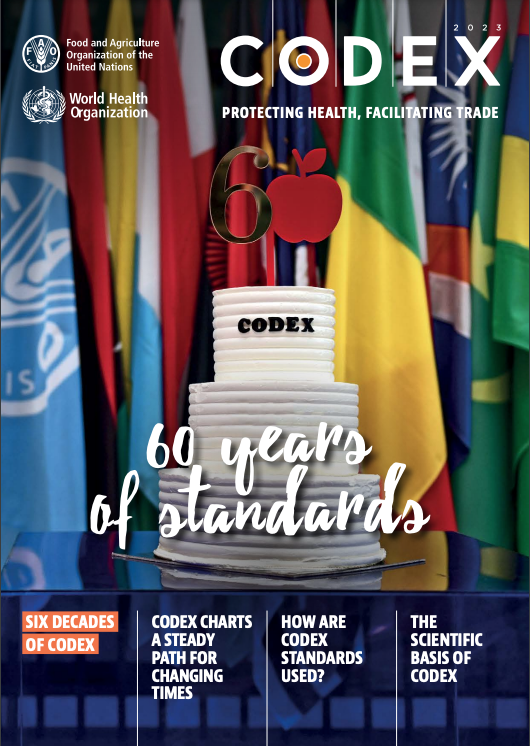 Food and Agriculture
Organization of the
United Nations
World Health
Organization
2023
CODEX
PROTECTING HEALTH, FACILITATING TRADE
60
CODEX
60 years
of standards
SIX DECADES
OF CODEX
CODEX CHARTS
A STEADY
PATH FOR
CHANGING
TIMES
HOW ARE
CODEX
STANDARDS
USED?
THE
SCIENTIFIC
BASIS OF
CODEX